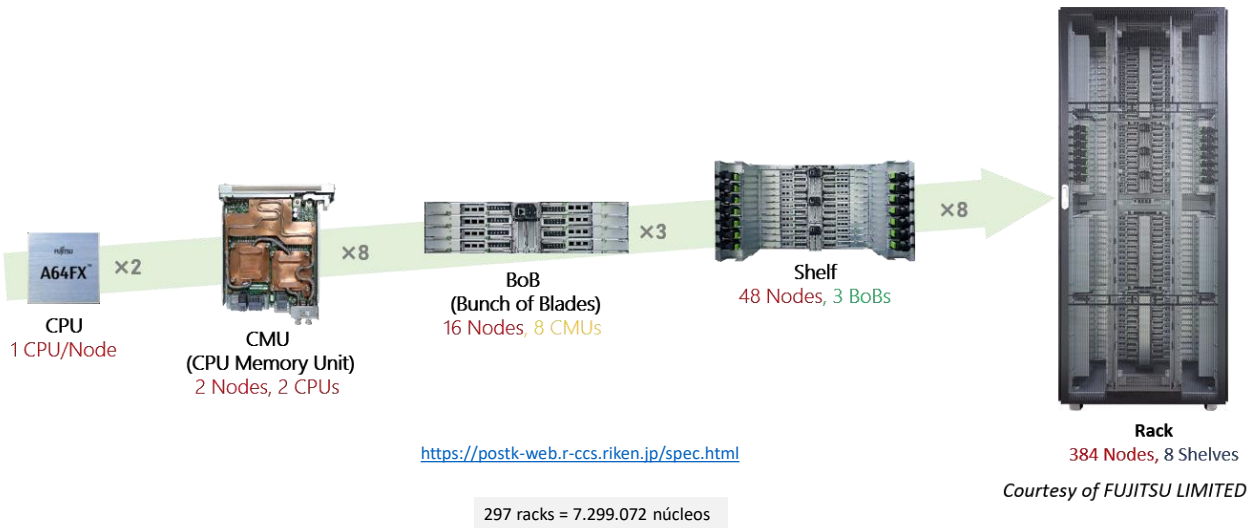 FUJITSU
A64FX™
×2
CPU
1 CPU/Node
×8
CMU
(CPU Memory Unit)
2 Nodes, 2 CPUs
×3
BoB
(Bunch of Blades)
16 Nodes, 8 CMUs
×8
Shelf
48 Nodes, 3 BoBs
Rack
384 Nodes, 8 Shelves
Courtesy of FUJITSU LIMITED
https://postk-web.r-ccs.riken.jp/spec.html
297 racks = 7.299.072 núcleos